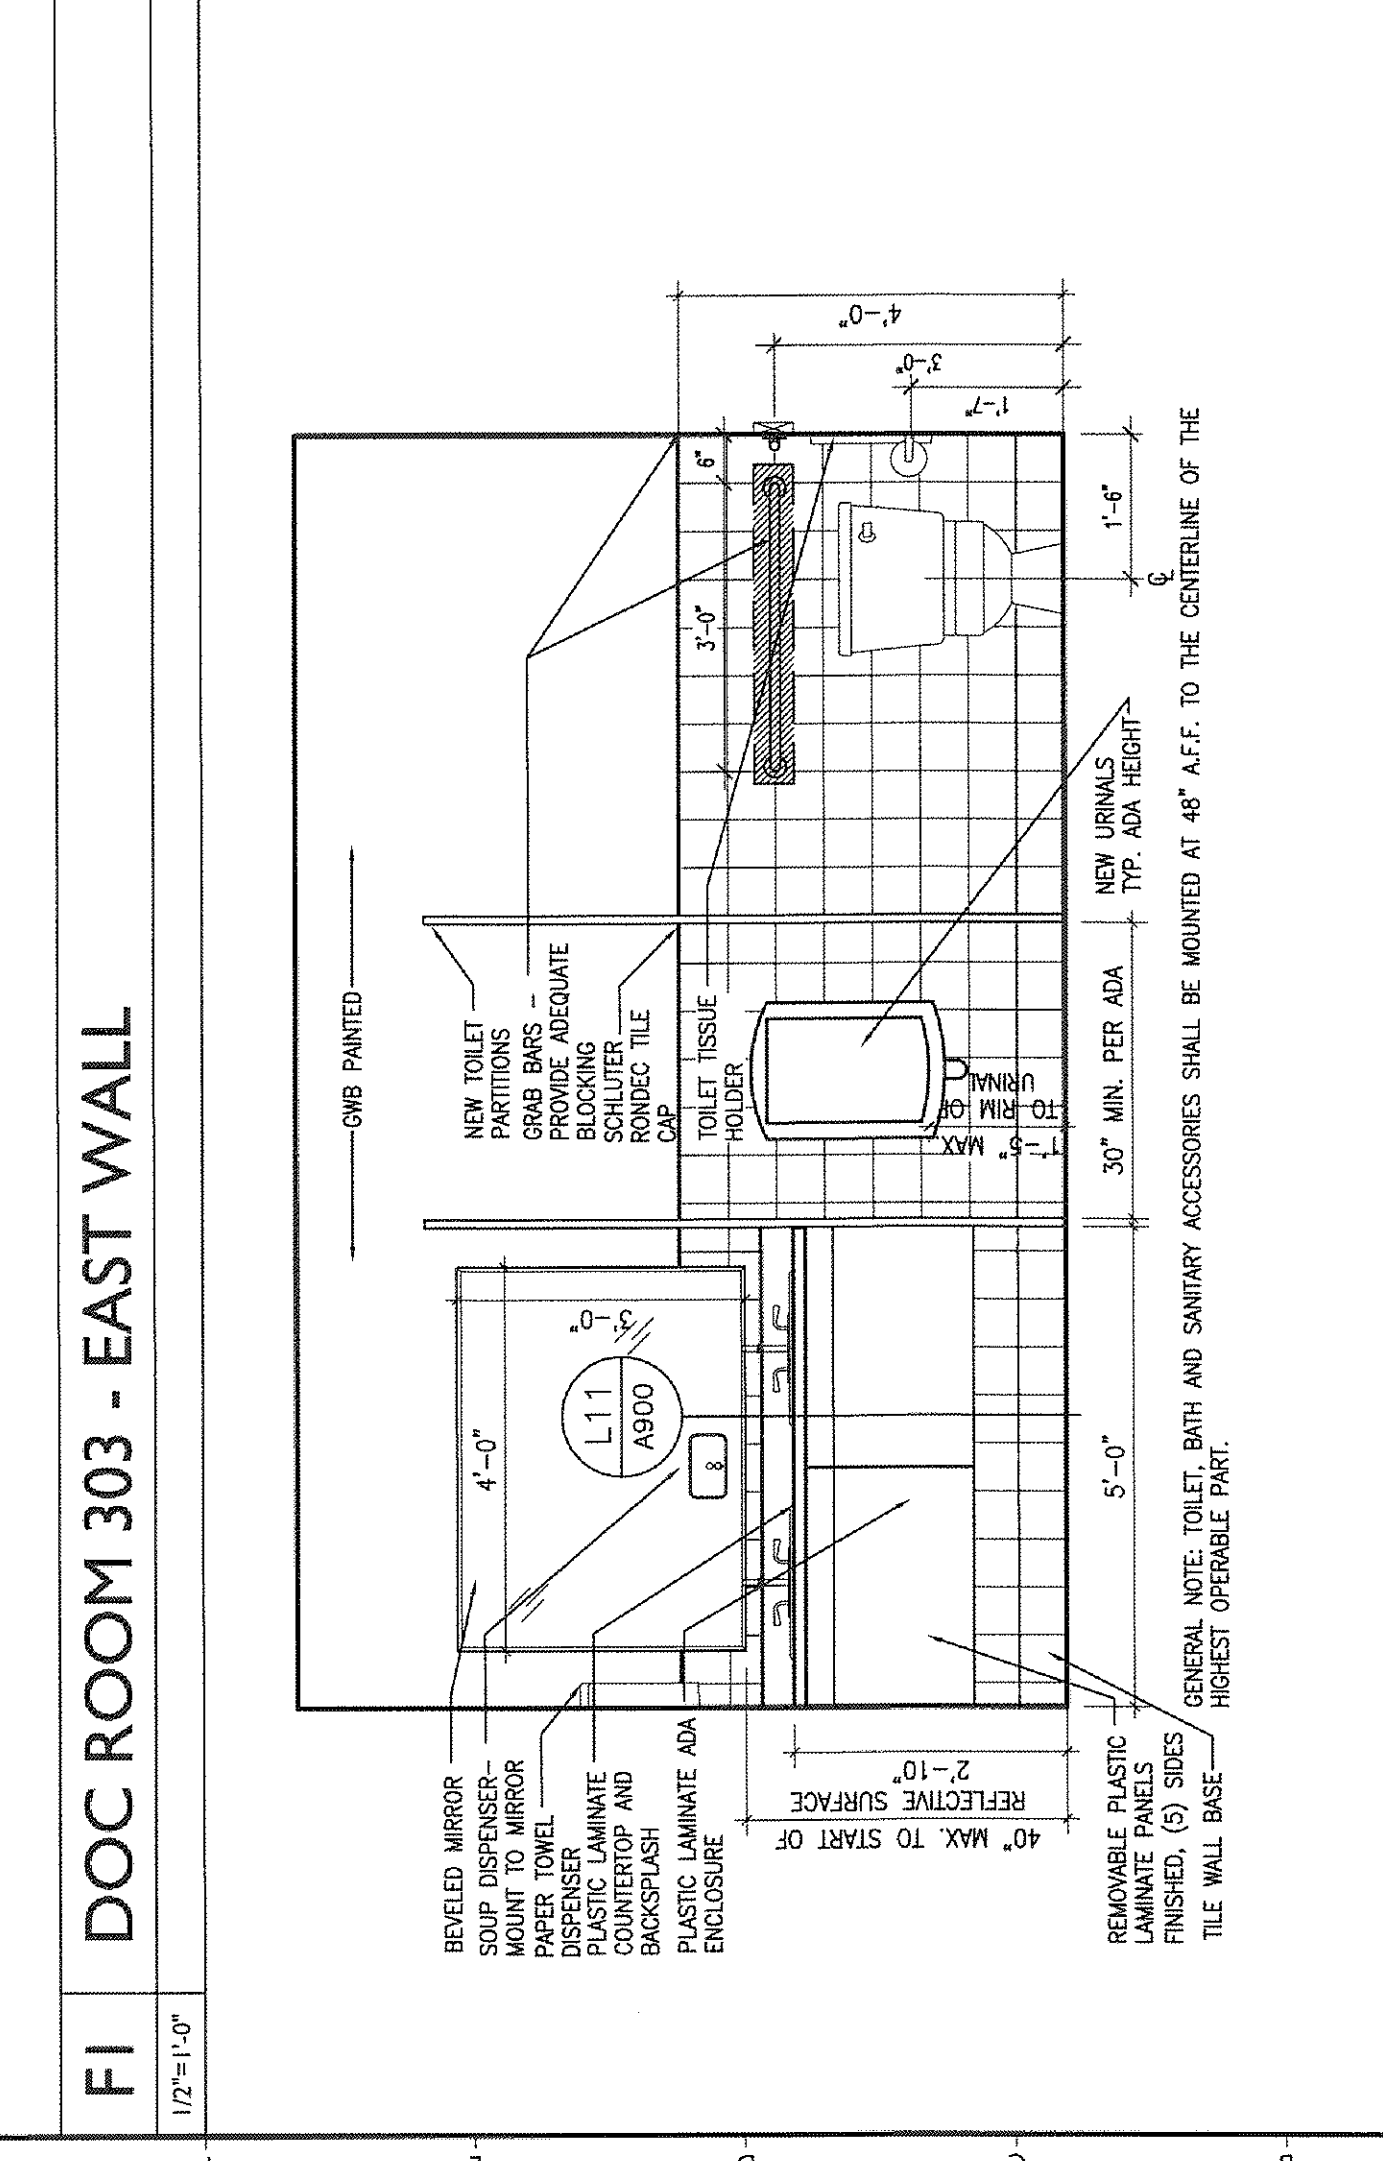 F1 DOC ROOM 303 - EAST WALL
1/2"=1'-0"
GWB PAINTED
NEW TOILET
PARTITIONS
GRAB BARS –
PROVIDE ADEQUATE
BLOCKING
SCHLUTER
RONDEC TILE
CAP
TOILET TISSUE
HOLDER
BEVELED MIRROR
SOUP DISPENSER–
MOUNT TO MIRROR
PAPER TOWEL
DISPENSER
PLASTIC LAMINATE
COUNTERTOP AND
BACKSPLASH
PLASTIC LAMINATE ADA
ENCLOSURE
4'-0"
3'-0"
L11
A900
8
3'-0"
6"
4'-0"
3'-0"
1'-7"
1'-5" MAX.
TO RIM OF
URINAL
40" MAX. TO START OF
REFLECTIVE SURFACE
2'-10"
NEW URINALS
TYP. ADA HEIGHT
5'-0"
30" MIN. PER ADA
1'-6"
REMOVABLE PLASTIC
LAMINATE PANELS
FINISHED, (5) SIDES
TILE WALL BASE
GENERAL NOTE: TOILET, BATH AND SANITARY ACCESSORIES SHALL BE MOUNTED AT 48" A.F.F. TO THE CENTERLINE OF THE
HIGHEST OPERABLE PART.